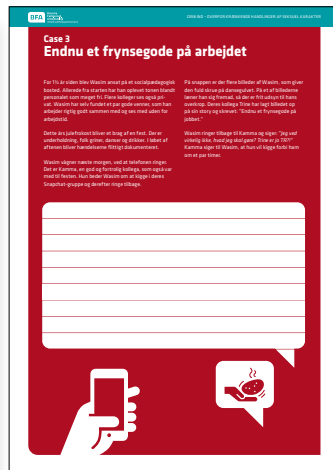 BFA
GRIB IND – OVERFOR KRÆNKENDE HANDLINGER AF SEKSUEL KARAKTER
Case 3
Endnu et frynsegode på arbejdet
For 1½ år siden blev Wasim ansat på et socialpædagogisk
bosted. Allerede fra starten har han oplevet tonen blandt
personalet som meget fri. Flere kolleger ses også pri-
vat. Wasim har selv fundet et par gode venner, som han
arbejder rigtig godt sammen med og ses med uden for
arbejdstid.
Dette års julefrokost bliver et brag af en fest. Der er
underholdning, folk griner, danser og drikker. I løbet af
aftenen bliver hændelserne flittigt dokumenteret.
Wasim vågner næste morgen, ved at telefonen ringer.
Det er Kamma, en god og fortrolig kollega, som også var
med til festen. Hun beder Wasim om at kigge i deres
Snapchat-gruppe og derefter ringe tilbage.
På snappen er der flere billeder af Wasim, som giver
den fuld skrue på dansegulvet. På et af billederne
læner han sig fremad, så der er frit udsyn til hans
overkrop. Deres kollega Trine har lagt billedet op
på sin story og skrevet: "Endnu et frynsegode på
jobbet."
Wasim ringer tilbage til Kamma og siger: "Jeg ved
virkelig ikke, hvad jeg skal gøre? Trine er jo TR?!"
Kamma siger til Wasim, at hun vil kigge forbi ham
om et par timer.